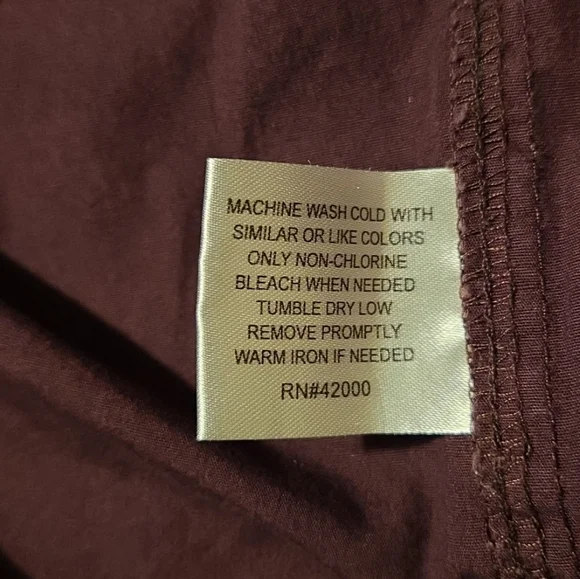 MACHINE WASH COLD WITH
SIMILAR OR LIKE COLORS
ONLY NON-CHLORINE
BLEACH WHEN NEEDED
TUMBLE DRY LOW
REMOVE PROMPTLY
WARM IRON IF NEEDED
RN#42000